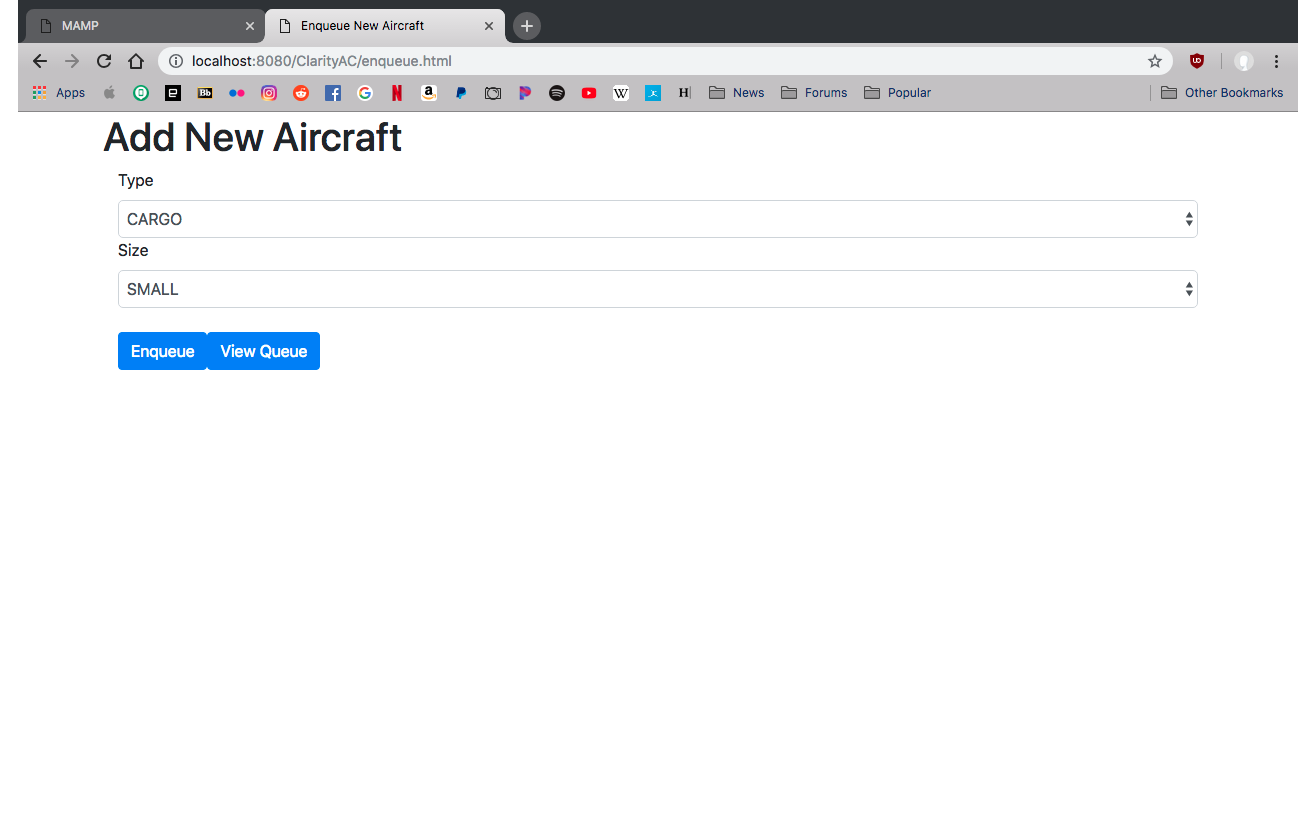 MAMP
Enqueue New Aircraft
localhost:8080/ClarityAC/enqueue.html
Apps Bb a W H News Forums Popular Other Bookmarks
Add New Aircraft
Type
CARGO
Size
SMALL
Enqueue View Queue